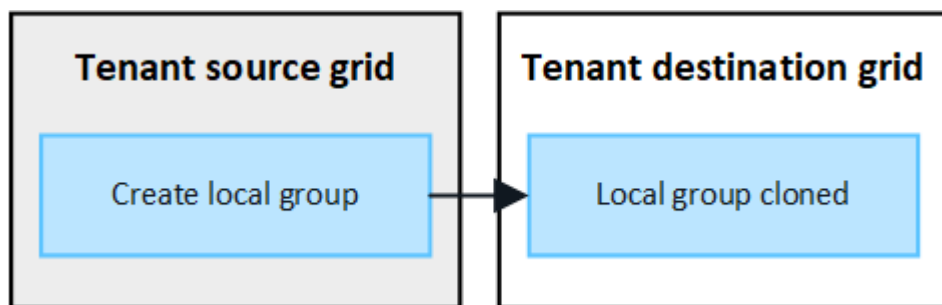 Tenant source grid
Create local group
Tenant destination grid
Local group cloned